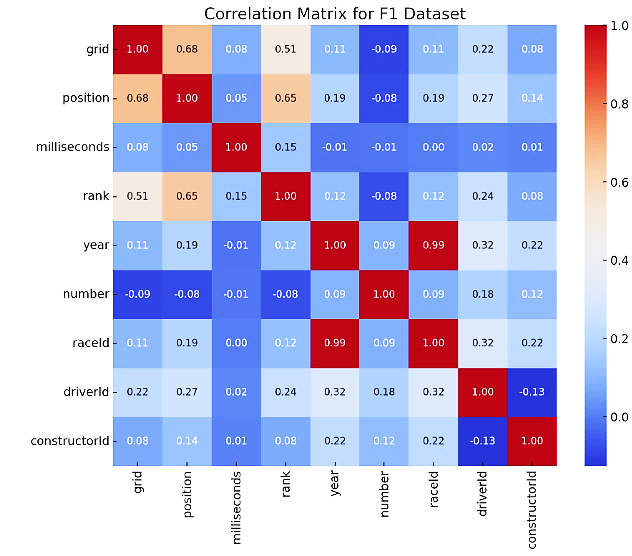 Correlation Matrix for F1 Dataset
grid 1.00 0.68 0.08 0.51 0.11 -0.09 0.11 0.22 0.08
position 0.68 1.00 0.05 0.65 0.19 -0.08 0.19 0.27 0.14
milliseconds 0.08 0.05 1.00 0.15 -0.01 -0.01 0.00 0.02 0.01
rank 0.51 0.65 0.15 1.00 0.12 -0.08 0.12 0.24 0.08
year 0.11 0.19 -0.01 0.12 1.00 0.09 0.99 0.32 0.22
number -0.09 -0.08 -0.01 -0.08 0.09 1.00 0.09 0.18 0.12
raceId 0.11 0.19 0.00 0.12 0.99 0.09 1.00 0.32 0.22
driverId 0.22 0.27 0.02 0.24 0.32 0.18 0.32 1.00 -0.13
constructorId 0.08 0.14 0.01 0.08 0.22 0.12 0.22 -0.13 1.00
grid position milliseconds rank year number raceId driverId constructorId
1.0
0.8
0.6
0.4
0.2
0.0